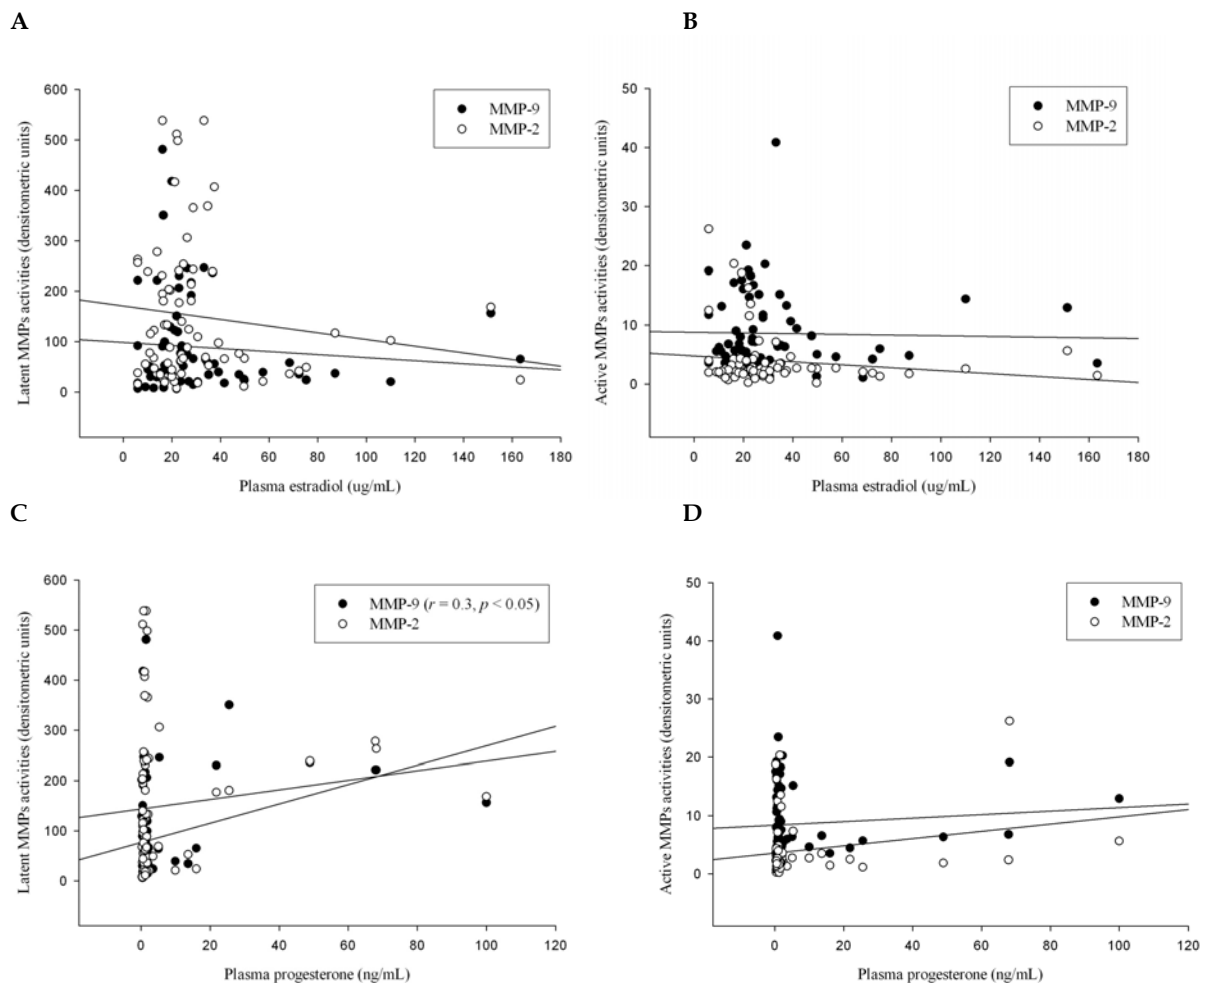 A
B
Latent MMPs activities (densitometric units)
600
500
400
300
200
100
0
MMP-9
MMP-2
0 20 40 60 80 100 120 140 160 180
Plasma estradiol (ug/mL)
Active MMPs activities (densitometric units)
50
40
30
20
10
0
MMP-9
MMP-2
0 20 40 60 80 100 120 140 160 180
Plasma estradiol (ug/mL)
C
D
Latent MMPs activities (densitometric units)
600
500
400
300
200
100
0
MMP-9 (r = 0.3, p < 0.05)
MMP-2
0 20 40 60 80 100 120
Plasma progesterone (ng/mL)
Active MMPs activities (densitometric units)
50
40
30
20
10
0
MMP-9
MMP-2
0 20 40 60 80 100 120
Plasma progesterone (ng/mL)